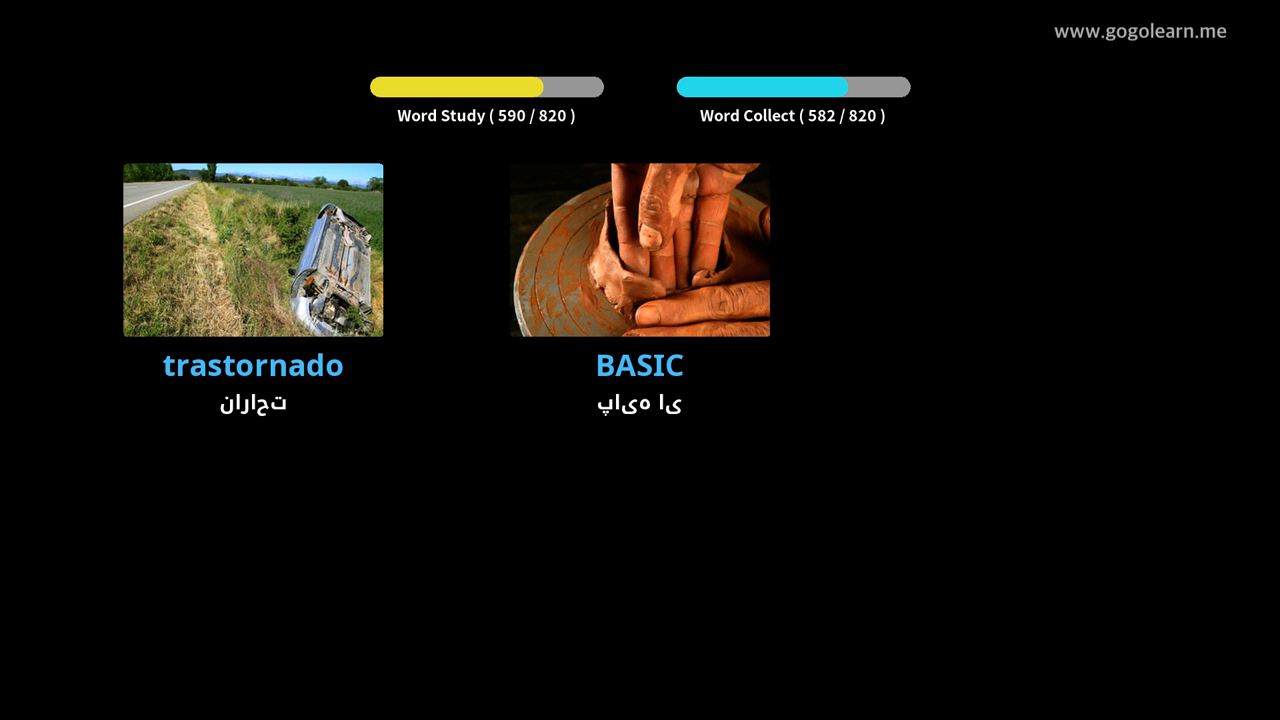 www.gogolearn.me
Word Study ( 590 / 820 )
Word Collect ( 582 / 820 )
trastornado
ناراحت
BASIC
پایه ای